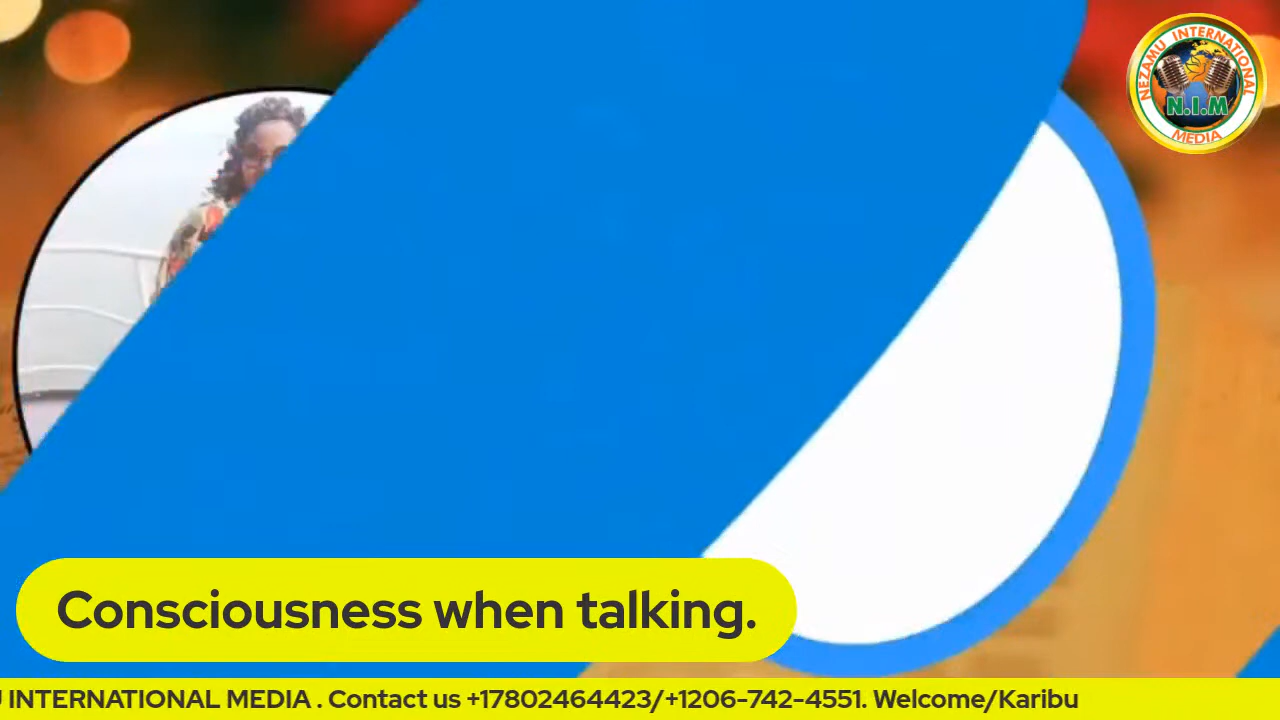 NEZAMU INTERNATIONAL
N.I.M
MEDIA
Consciousness when talking.
INTERNATIONAL MEDIA . Contact us +17802464423/+1206-742-4551. Welcome/Karibu